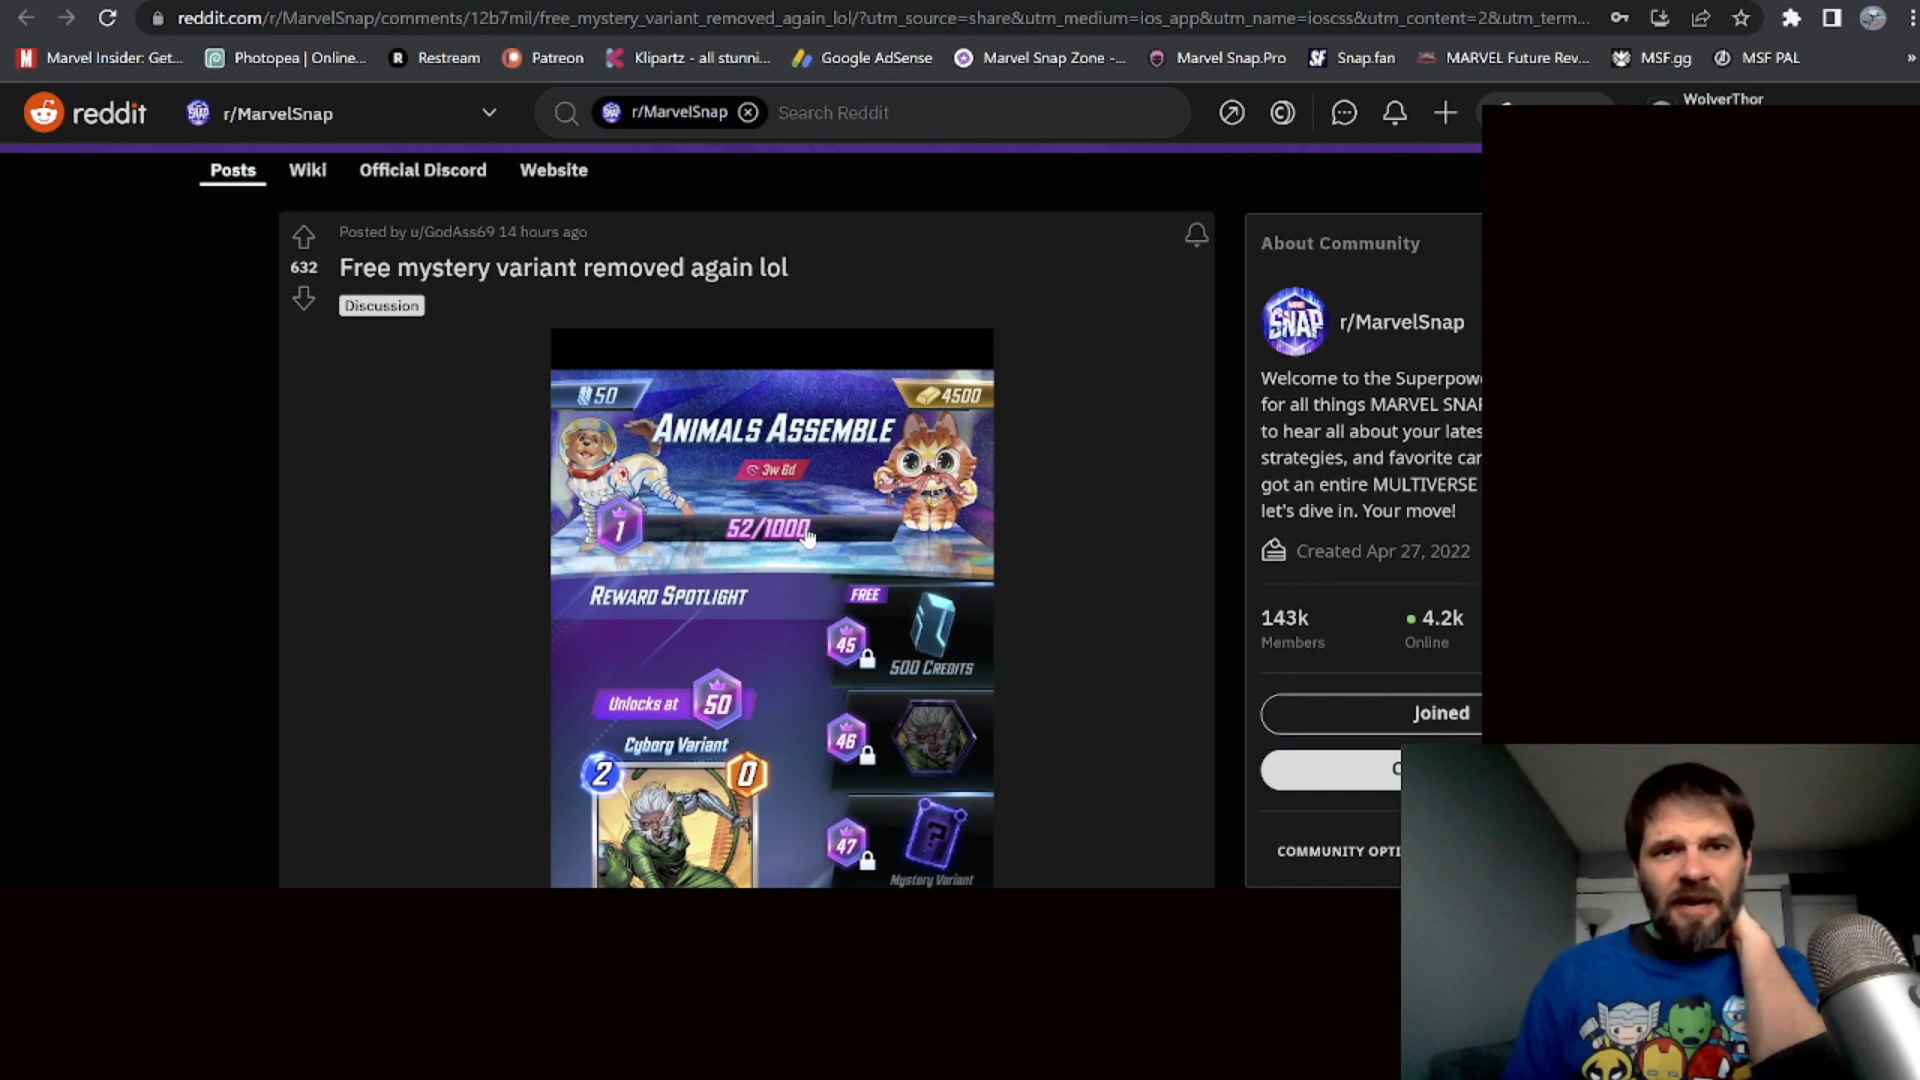 reddit.com/r/MarvelSnap/comments/12b7mil/free_mystery_variant_removed_again_lol/?utm_source=share&utm_medium=ios_app&utm_name=ioscss&utm_content=2&utm_term...
Marvel Insider: Get...
Photopea | Online...
Restream
Patreon
Klipartz - all stunni...
Google AdSense
Marvel Snap Zone -...
Marvel Snap.Pro
Snap.fan
MARVEL Future Rev...
MSF.gg
MSF PAL
»
reddit
r/MarvelSnap
r/MarvelSnap
Search Reddit
WolverThor
Posts
Wiki
Official Discord
Website
Posted by u/GodAss69 14 hours ago
632
Free mystery variant removed again lol
Discussion
50
4500
ANIMALS ASSEMBLE
3w 6d
1
52/1000
REWARD SPOTLIGHT
FREE
45
500 CREDITS
Unlocks at
50
46
Cyborg Variant
2
0
47
Mystery Variant
About Community
SNAP
r/MarvelSnap
Welcome to the Superpow
for all things MARVEL SNA
to hear all about your lates
strategies, and favorite car
got an entire MULTIVERSE
let's dive in. Your move!
Created Apr 27, 2022
143k
Members
4.2k
Online
Joined
COMMUNITY OPTI